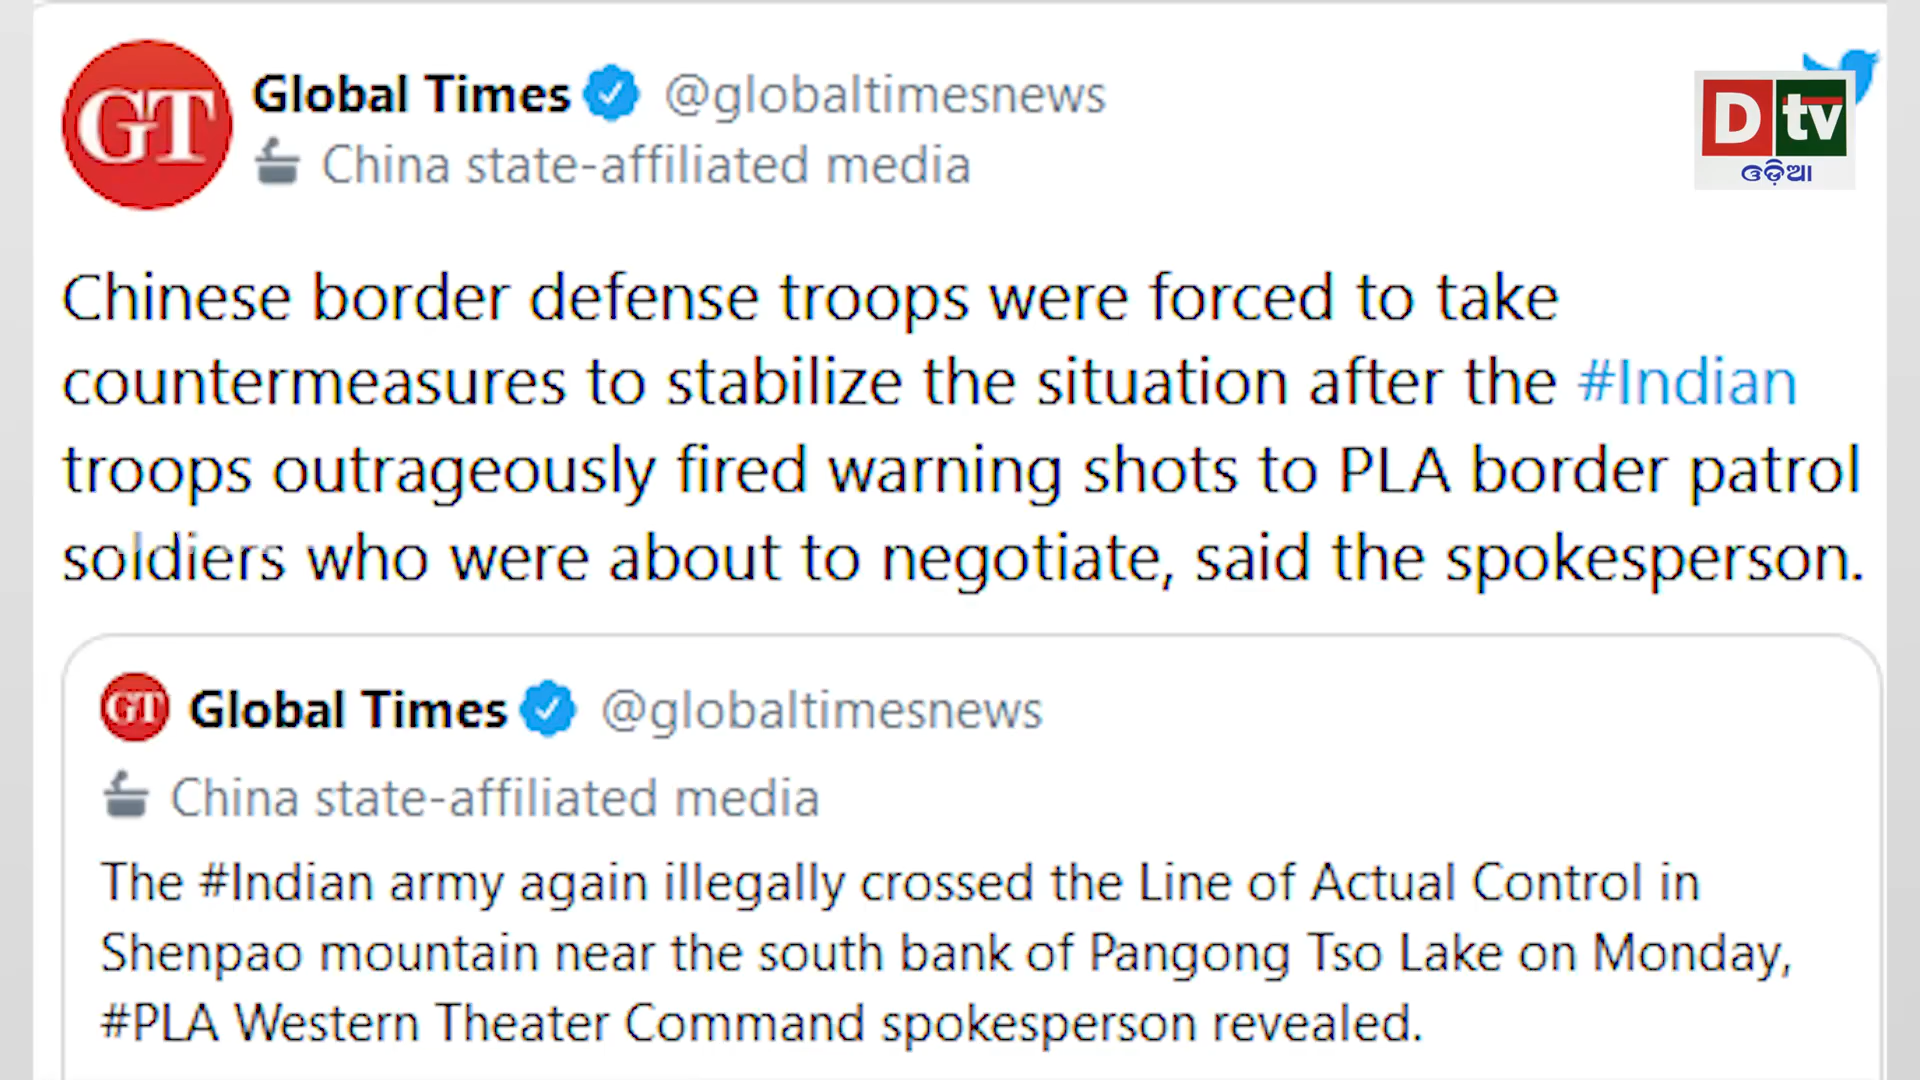 GT
Global Times @globaltimesnews
China state-affiliated media
D tv
ଓଡ଼ିଆ
Chinese border defense troops were forced to take
countermeasures to stabilize the situation after the #Indian
troops outrageously fired warning shots to PLA border patrol
soldiers who were about to negotiate, said the spokesperson.
GT
Global Times @globaltimesnews
China state-affiliated media
The #Indian army again illegally crossed the Line of Actual Control in
Shenpao mountain near the south bank of Pangong Tso Lake on Monday,
#PLA Western Theater Command spokesperson revealed.